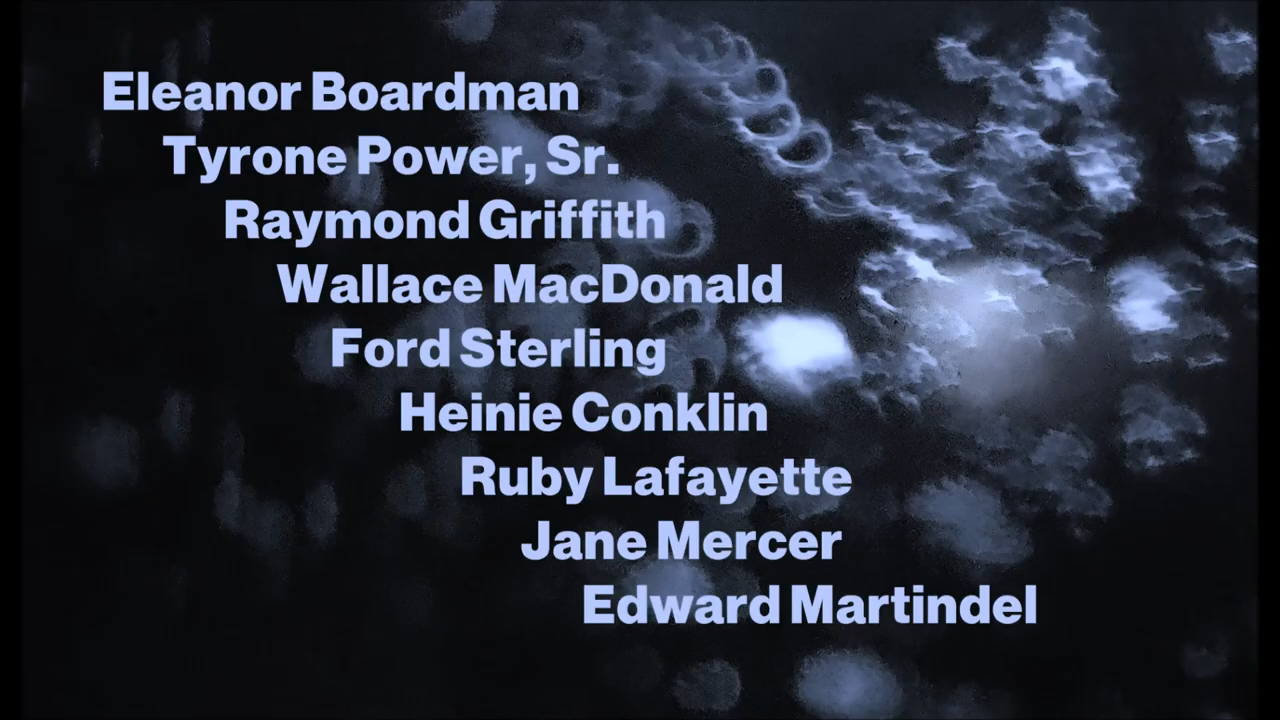 Eleanor Boardman
Tyrone Power, Sr.
Raymond Griffith
Wallace MacDonald
Ford Sterling
Heinie Conklin
Ruby Lafayette
Jane Mercer
Edward Martindel